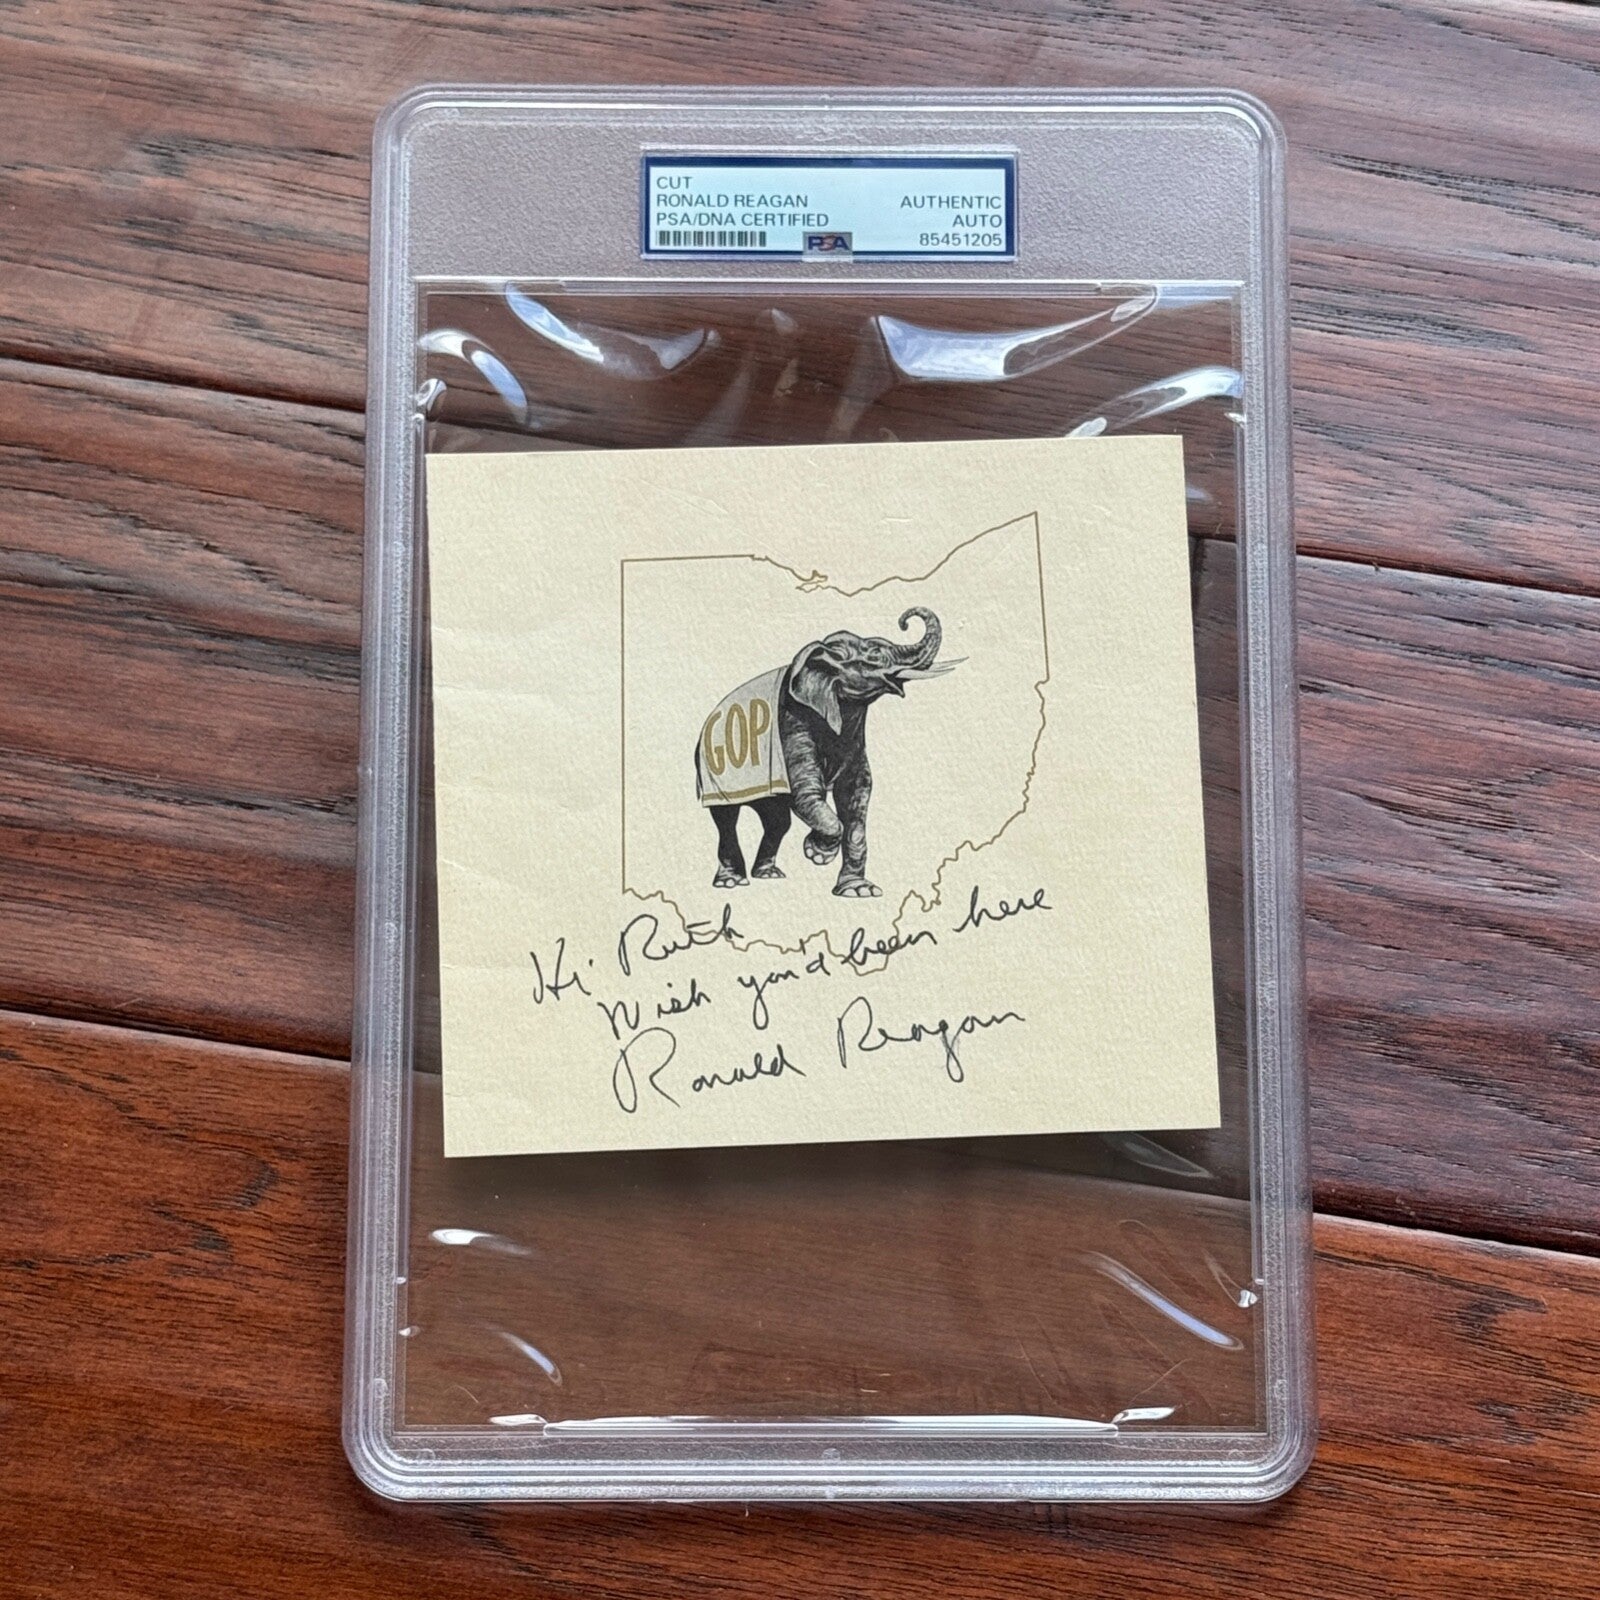 CUT
RONALD REAGAN
PSA/DNA CERTIFIED
AUTHENTIC
AUTO
PSA
85451205
GOP
Hi Ruth
Wish you'd been here
Ronald Reagan